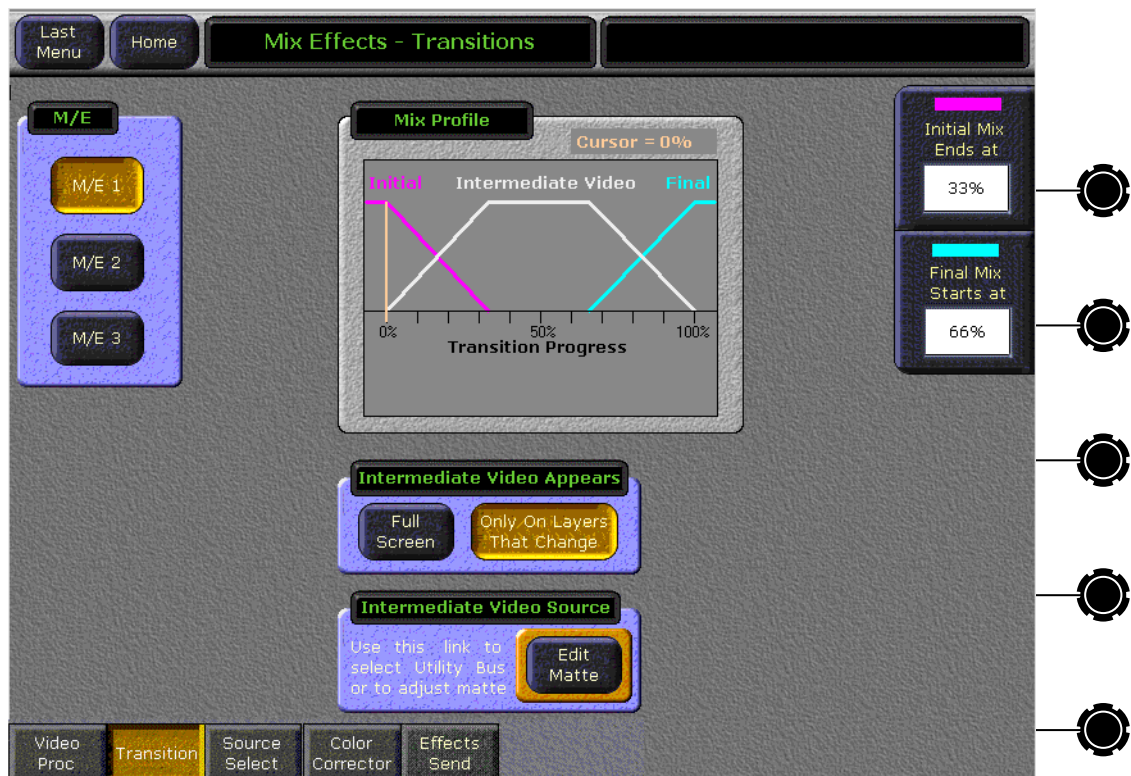 Last
Menu
Home
Mix Effects - Transitions
M/E
M/E 1
M/E 2
M/E 3
Mix Profile
Cursor = 0%
Initial
Intermediate Video
Final
0%
50%
100%
Transition Progress
Initial Mix
Ends at
33%
Final Mix
Starts at
66%
Intermediate Video Appears
Full
Screen
Only On Layers
That Change
Intermediate Video Source
Use this link to
select Utility Bus
or to adjust matte
Edit
Matte
Video
Proc
Transition
Source
Select
Color
Corrector
Effects
Send